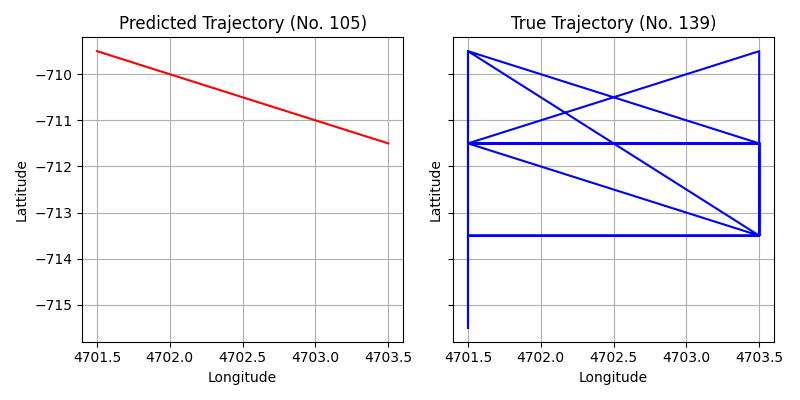 Predicted Trajectory (No. 105)
True Trajectory (No. 139)
Lattitude
−710
−711
−712
−713
−714
−715
4701.5 4702.0 4702.5 4703.0 4703.5
Longitude
Lattitude
4701.5 4702.0 4702.5 4703.0 4703.5
Longitude